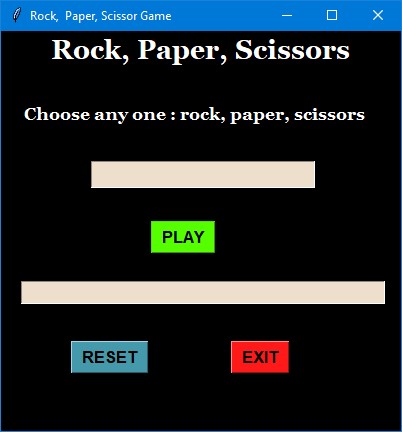 Rock, Paper, Scissor Game
Rock, Paper, Scissors
Choose any one : rock, paper, scissors
PLAY
RESET EXIT